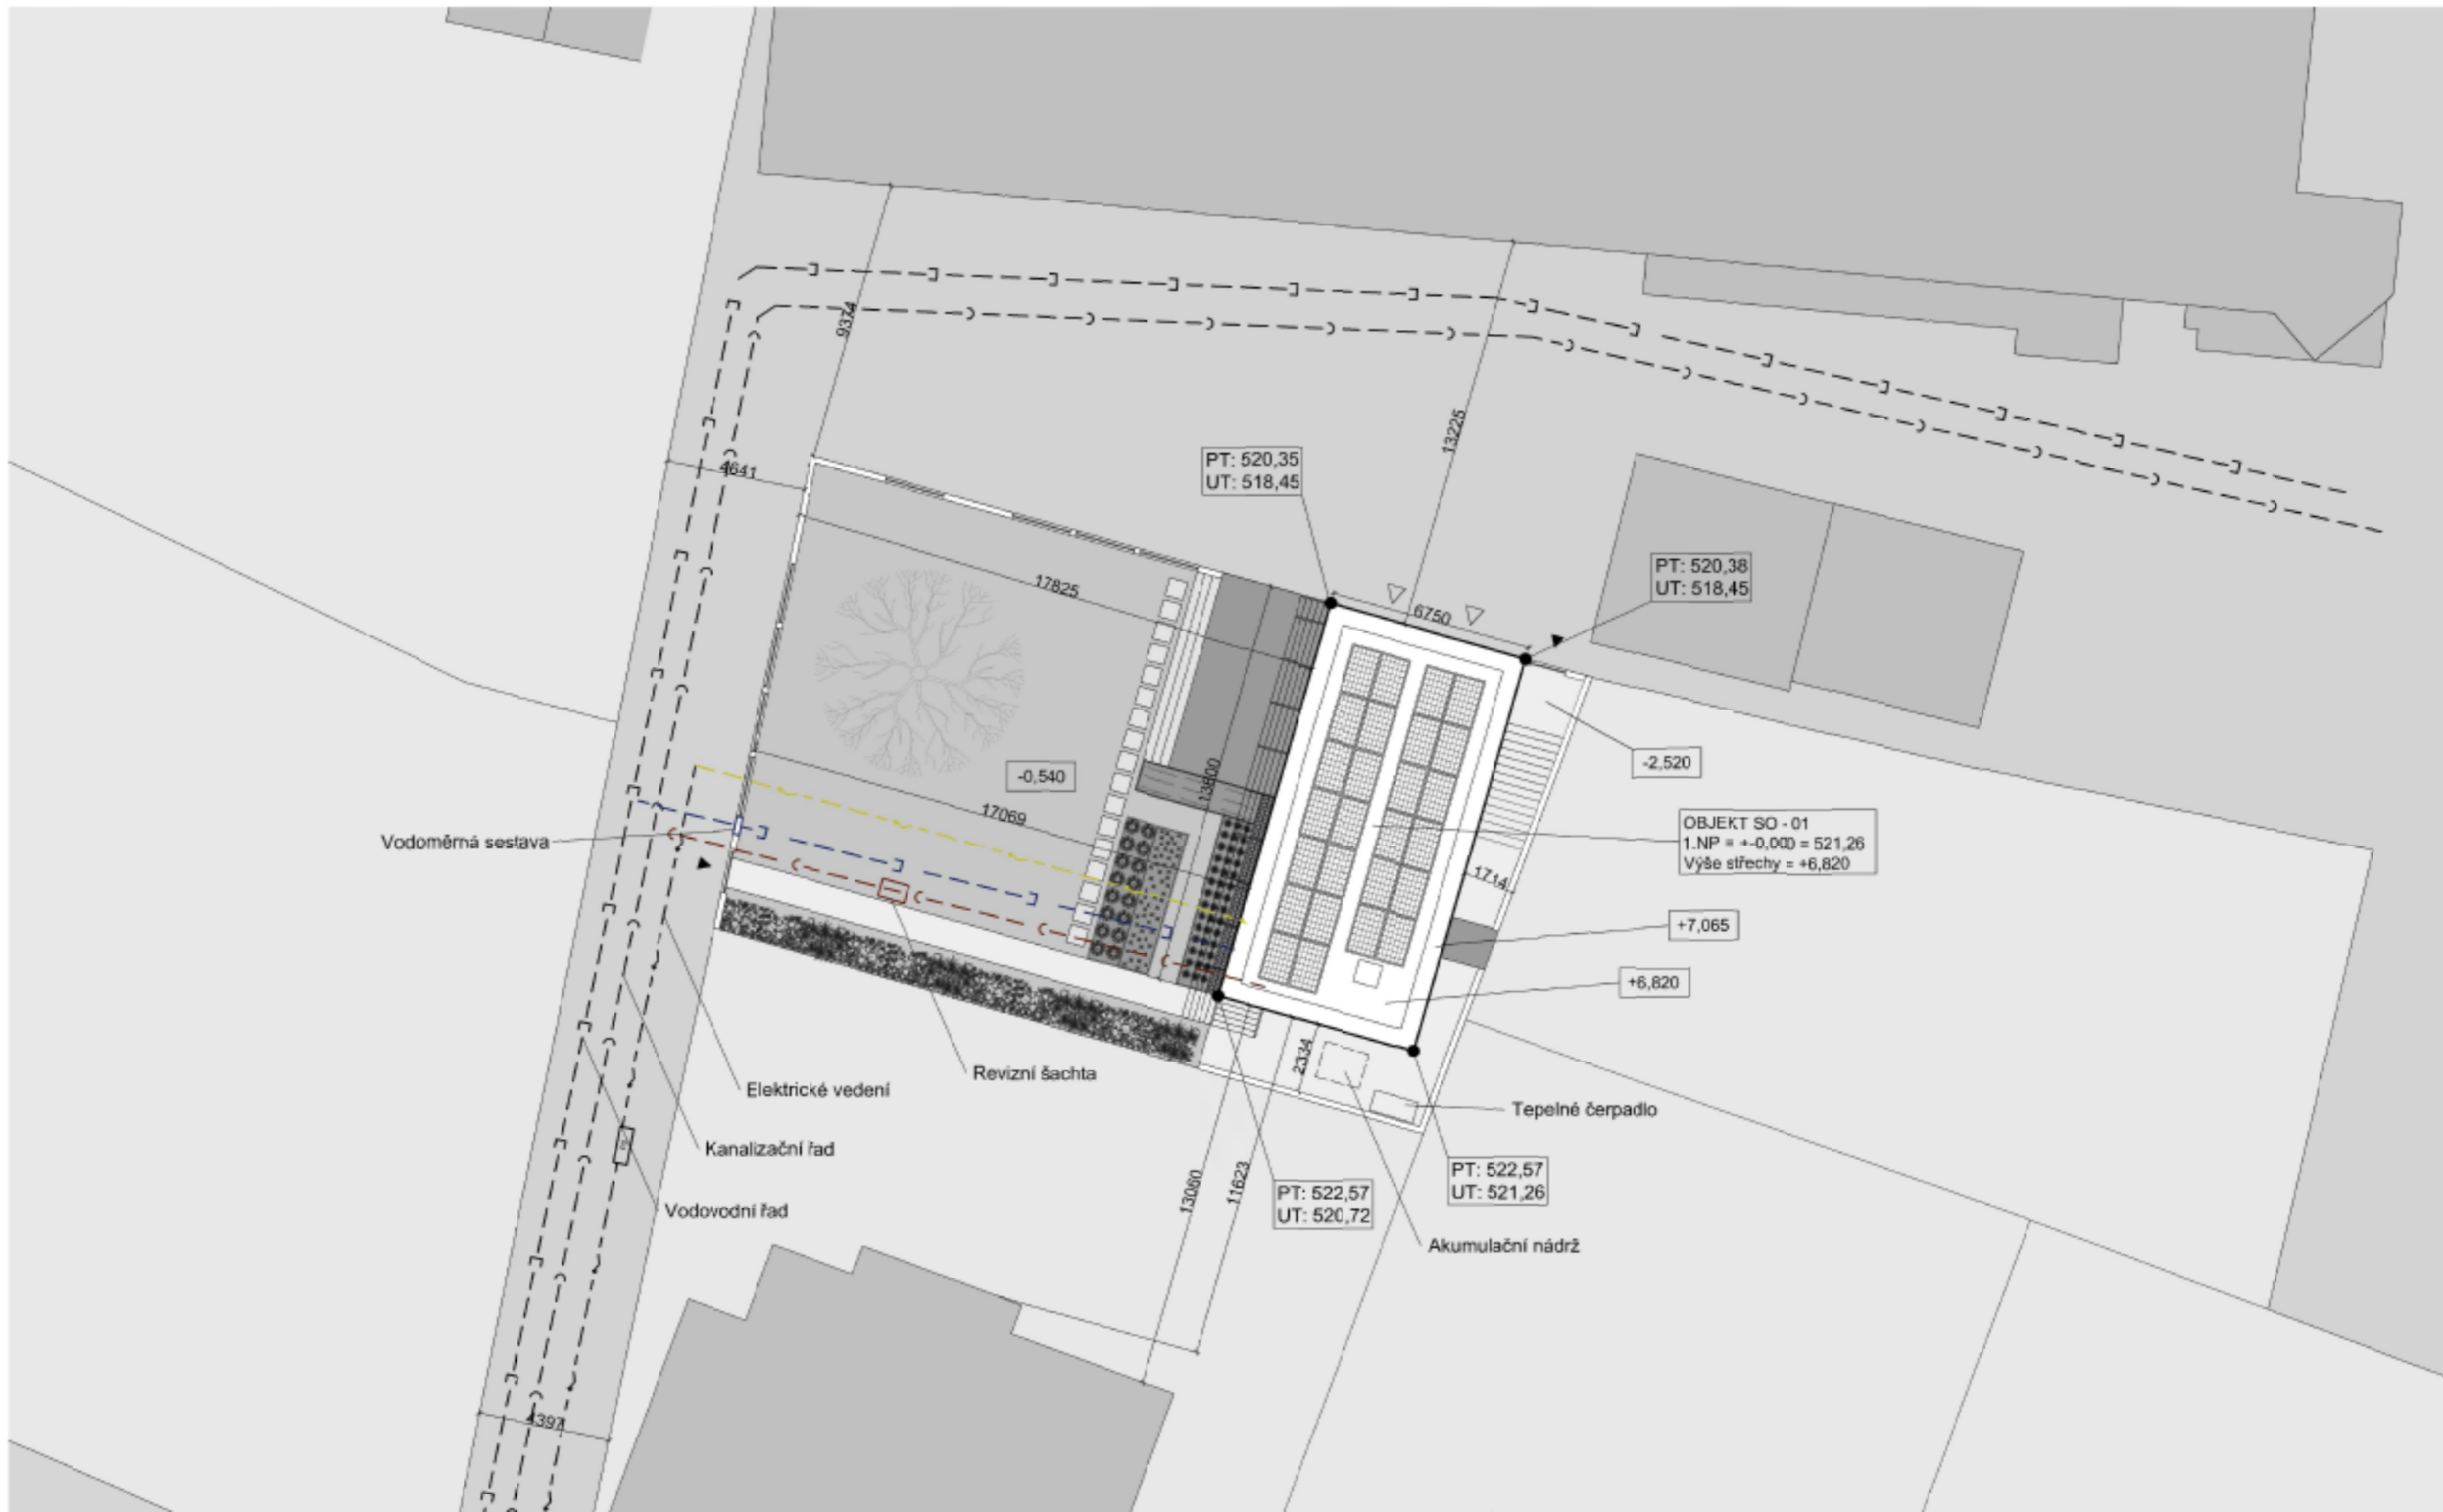 9374
13225
4641
PT: 520,35
UT: 518,45
PT: 520,38
UT: 518,45
17825
6750
-0,540
13800
-2,520
17069
Vodoměrná sestava
OBJEKT SO - 01
1.NP = +-0,000 = 521,26
Výše střechy = +6,820
1714
+7,065
+6,820
2334
Revizní šachta
Elektrické vedení
Tepelné čerpadlo
Kanalizační řad
13060
11623
PT: 522,57
UT: 521,26
PT: 522,57
UT: 520,72
Vodovodní řad
Akumulační nádrž
4397